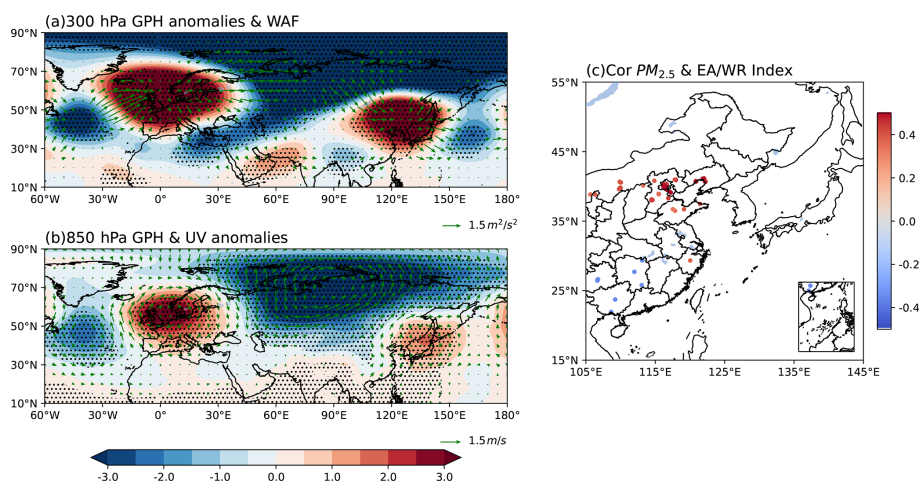 (a)300 hPa GPH anomalies & WAF
90°N
70°N
50°N
30°N
10°N
60°W 30°W 0° 30°E 60°E 90°E 120°E 150°E 180°
1.5m²/s²
(b)850 hPa GPH & UV anomalies
90°N
70°N
50°N
30°N
10°N
60°W 30°W 0° 30°E 60°E 90°E 120°E 150°E 180°
1.5m/s
-3.0 -2.0 -1.0 0.0 1.0 2.0 3.0
(c)Cor PM2.5 & EA/WR Index
55°N
45°N
35°N
25°N
15°N
105°E 115°E 125°E 135°E 145°E
0.4
0.2
0.0
-0.2
-0.4